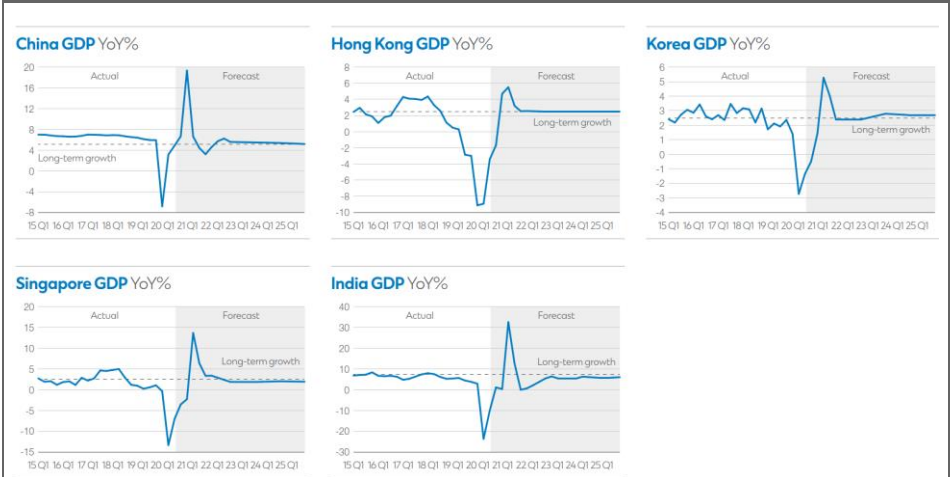 China GDP YoY%
20
16
12
8
4
0
-4
-8
Actual
Forecast
Long-term growth
15 Q1 16 Q1 17 Q1 18 Q1 19 Q1 20 Q1 21 Q1 22 Q1 23 Q1 24 Q1 25 Q1
Hong Kong GDP YoY%
8
6
4
2
0
-2
-4
-6
-8
-10
Actual
Forecast
Long-term growth
15 Q1 16 Q1 17 Q1 18 Q1 19 Q1 20 Q1 21 Q1 22 Q1 23 Q1 24 Q1 25 Q1
Korea GDP YoY%
6
5
4
3
2
1
0
-1
-2
-3
-4
Actual
Forecast
Long-term growth
15 Q1 16 Q1 17 Q1 18 Q1 19 Q1 20 Q1 21 Q1 22 Q1 23 Q1 24 Q1 25 Q1
Singapore GDP YoY%
20
15
10
5
0
-5
-10
-15
Actual
Forecast
Long-term growth
15 Q1 16 Q1 17 Q1 18 Q1 19 Q1 20 Q1 21 Q1 22 Q1 23 Q1 24 Q1 25 Q1
India GDP YoY%
40
30
20
10
0
-10
-20
-30
Actual
Forecast
Long-term growth
15 Q1 16 Q1 17 Q1 18 Q1 19 Q1 20 Q1 21 Q1 22 Q1 23 Q1 24 Q1 25 Q1